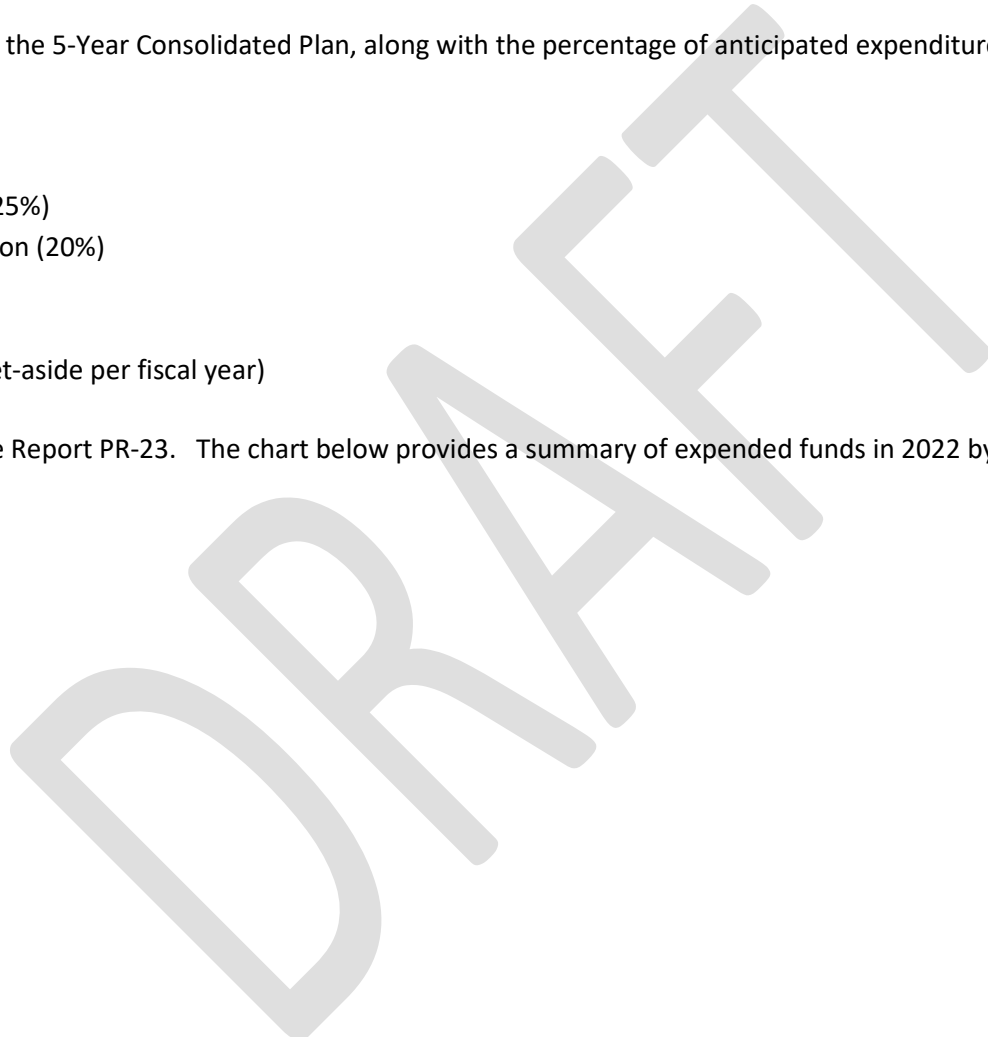 the 5-Year Consolidated Plan, along with the percentage of anticipated expenditure
25%)
on (20%)
et-aside per fiscal year)
e Report PR-23. The chart below provides a summary of expended funds in 2022 by
DRAFT